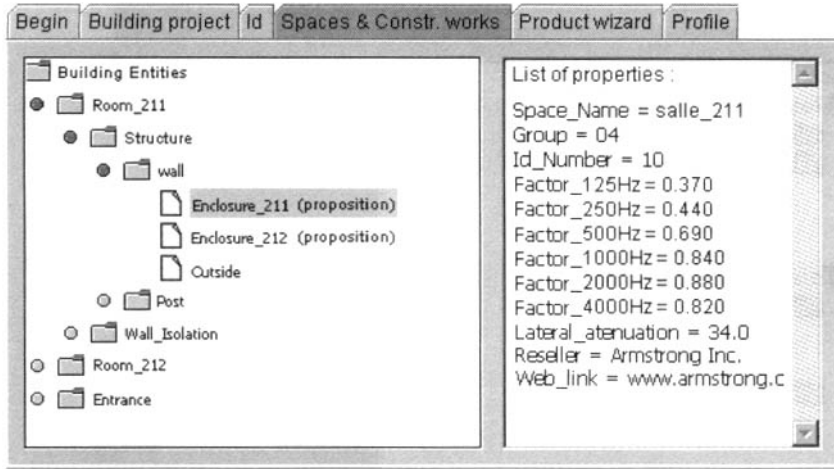 Begin Building project Id Spaces & Constr. works Product wizard Profile
Building Entities
Room_211
Structure
wall
Enclosure_211 (proposition)
Enclosure_212 (proposition)
Outside
Post
Wall_Isolation
Room_212
Entrance
List of properties :
Space_Name = salle_211
Group = 04
Id_Number = 10
Factor_125Hz = 0.370
Factor_250Hz = 0.440
Factor_500Hz = 0.690
Factor_1000Hz = 0.840
Factor_2000Hz = 0.880
Factor_4000Hz = 0.820
Lateral_atenuation = 34.0
Reseller = Armstrong Inc.
Web_link = www.armstrong.c